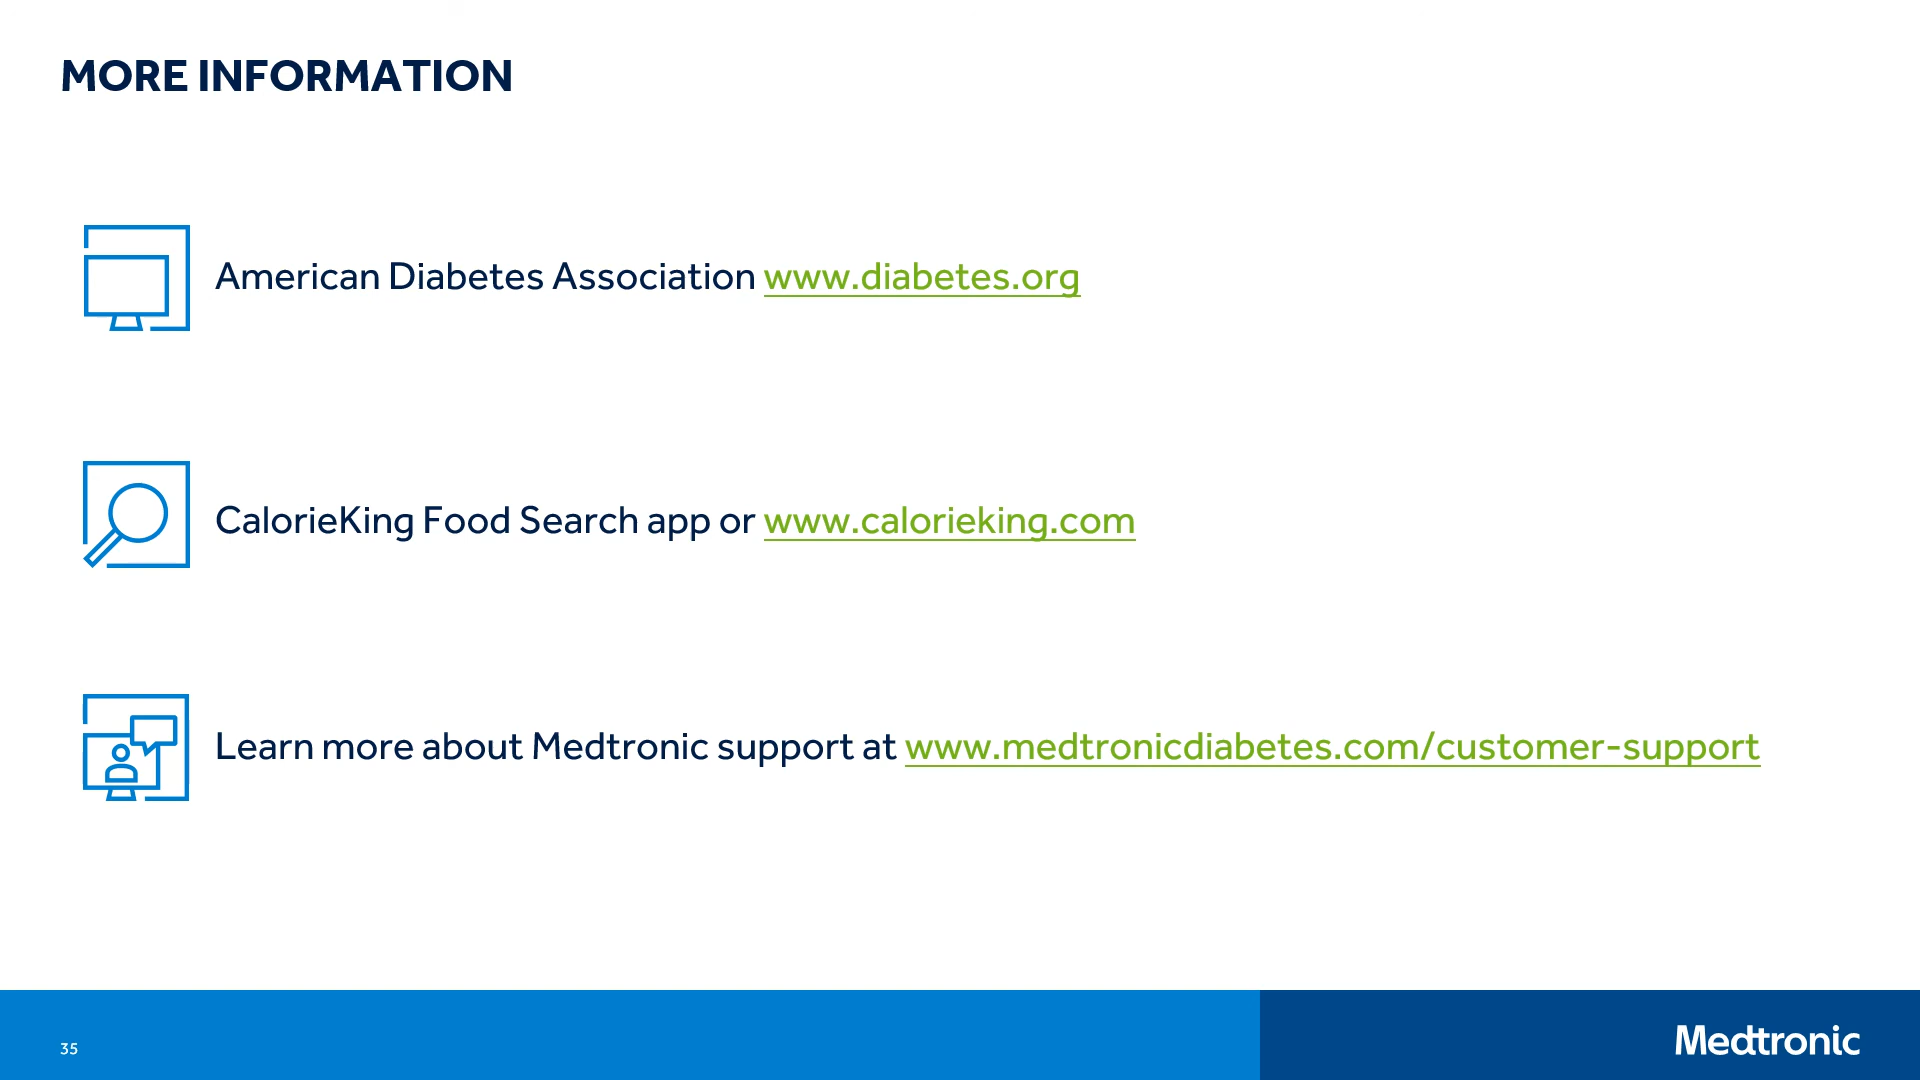 MORE INFORMATION
American Diabetes Association www.diabetes.org
CalorieKing Food Search app or www.calorieking.com
Learn more about Medtronic support at www.medtronicdiabetes.com/customer-support
35
Medtronic